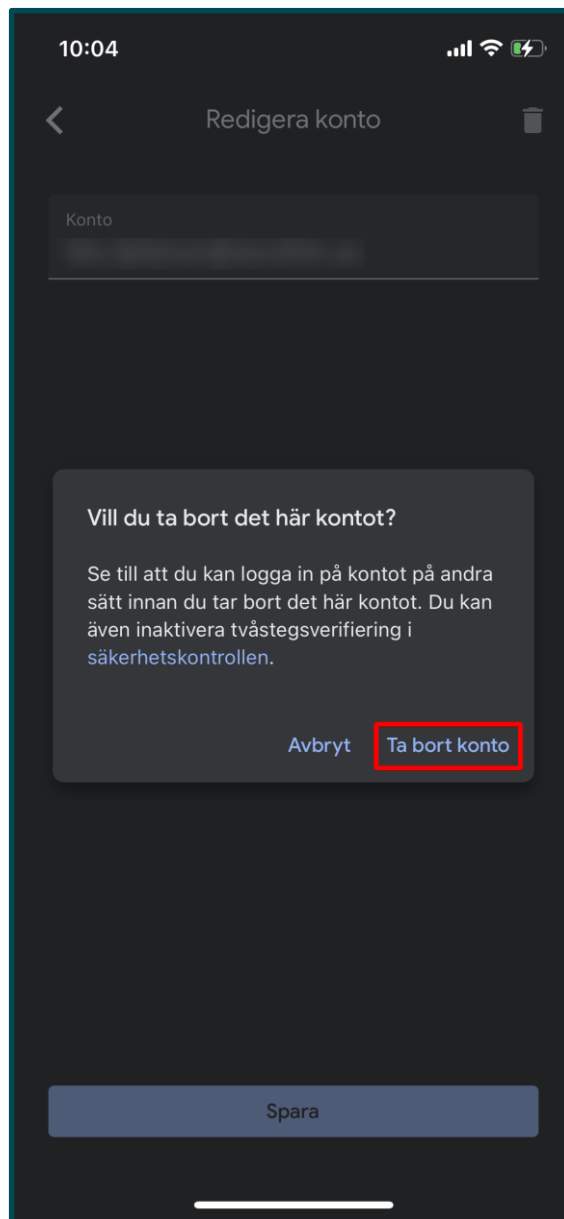 10:04
Redigera konto
Konto
Vill du ta bort det här kontot?
Se till att du kan logga in på kontot på andra
sätt innan du tar bort det här kontot. Du kan
även inaktivera tvåstegsverifiering i
säkerhetskontrollen.
Avbryt Ta bort konto
Spara